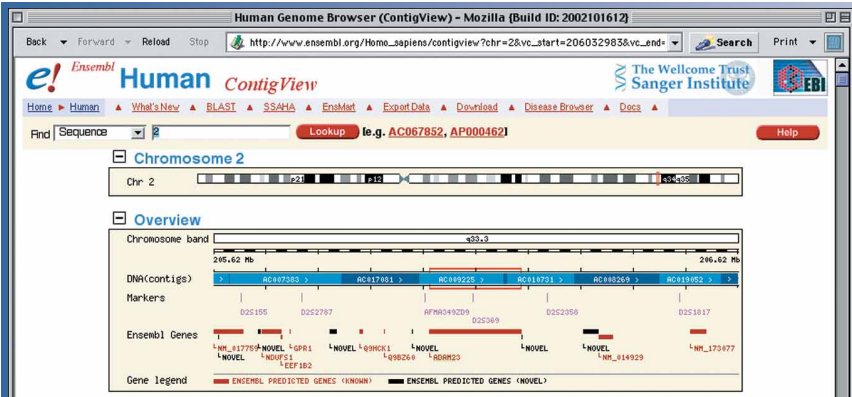 Human Genome Browser (ContigView) - Mozilla {Build ID: 2002101612}
Back Forward Reload Stop http://www.ensembl.org/Homo_sapiens/contigview?chr=2&vc_start=206032983&vc_end= Search Print
e! Ensembl Human ContigView The Wellcome Trust Sanger Institute EBI
Home Human What's New BLAST SSAHA EnsMart Export Data Download Disease Browser Docs
Find Sequence 2 Lookup [e.g. AC067852, AP000462] Help
Chromosome 2
Chr 2 p21 p12 q34 q35
Overview
Chromosome band q33.3
205.62 Mb 206.62 Mb
DNA(contigs) > AC007383 > AC017081 > AC009225 > AC010731 > AC008269 > AC019052 > >
Markers
D2S155 D2S2787 AFMA349ZD9 D2S2358 D2S1817
D2S369
Ensembl Genes
NM_017759 NOVEL GPR1 NOVEL Q9HCK1 NOVEL NOVEL NOVEL NM_173077
NOVEL NDUFS1 Q9BZ60 ADAM23 NM_014929
EEF1B2
Gene legend ENSEMBL PREDICTED GENES (KNOWN) ENSEMBL PREDICTED GENES (NOVEL)